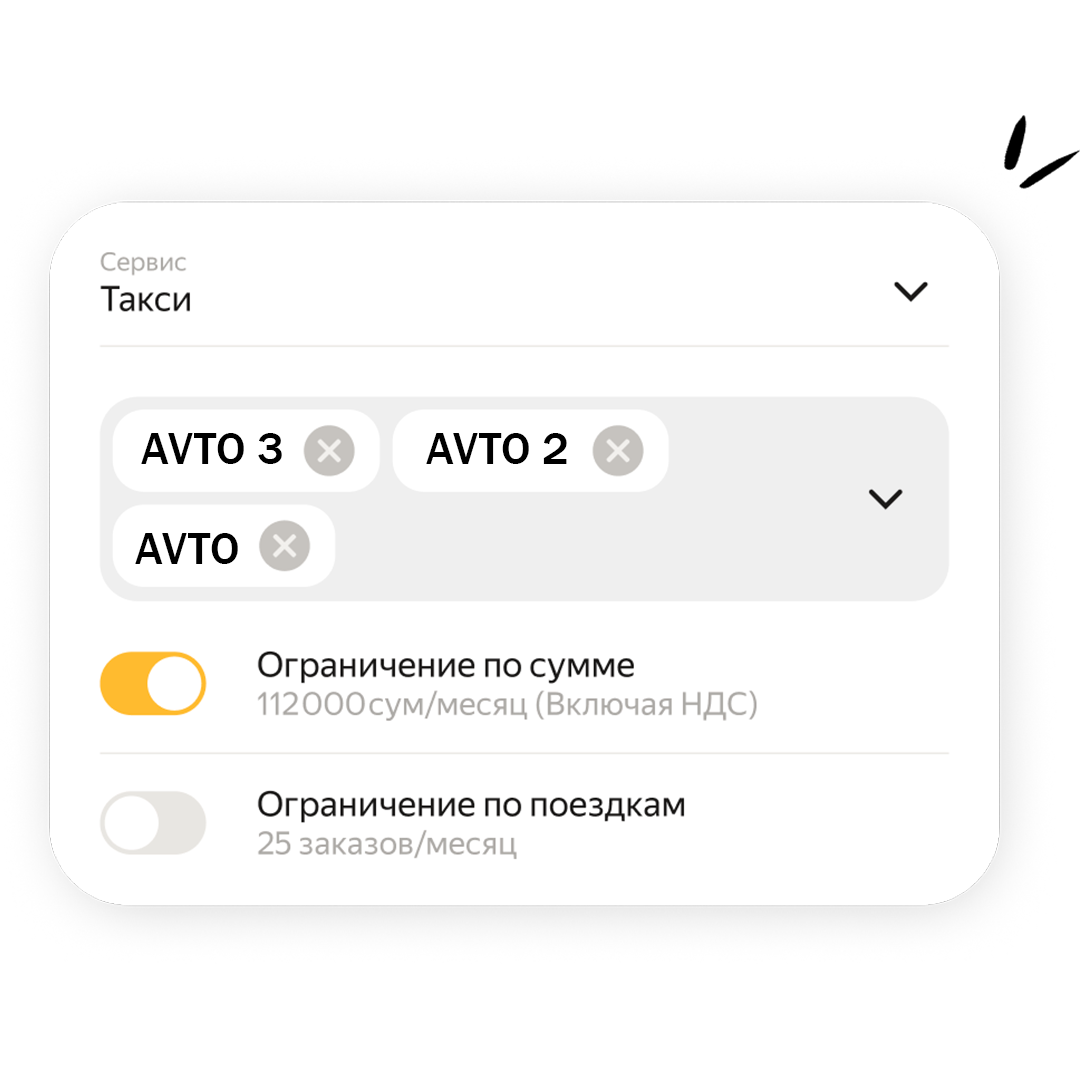 Сервис
Такси
AVTO 3 AVTO 2
AVTO
Ограничение по сумме
112000 сум/месяц (Включая НДС)
Ограничение по поездкам
25 заказов/месяц